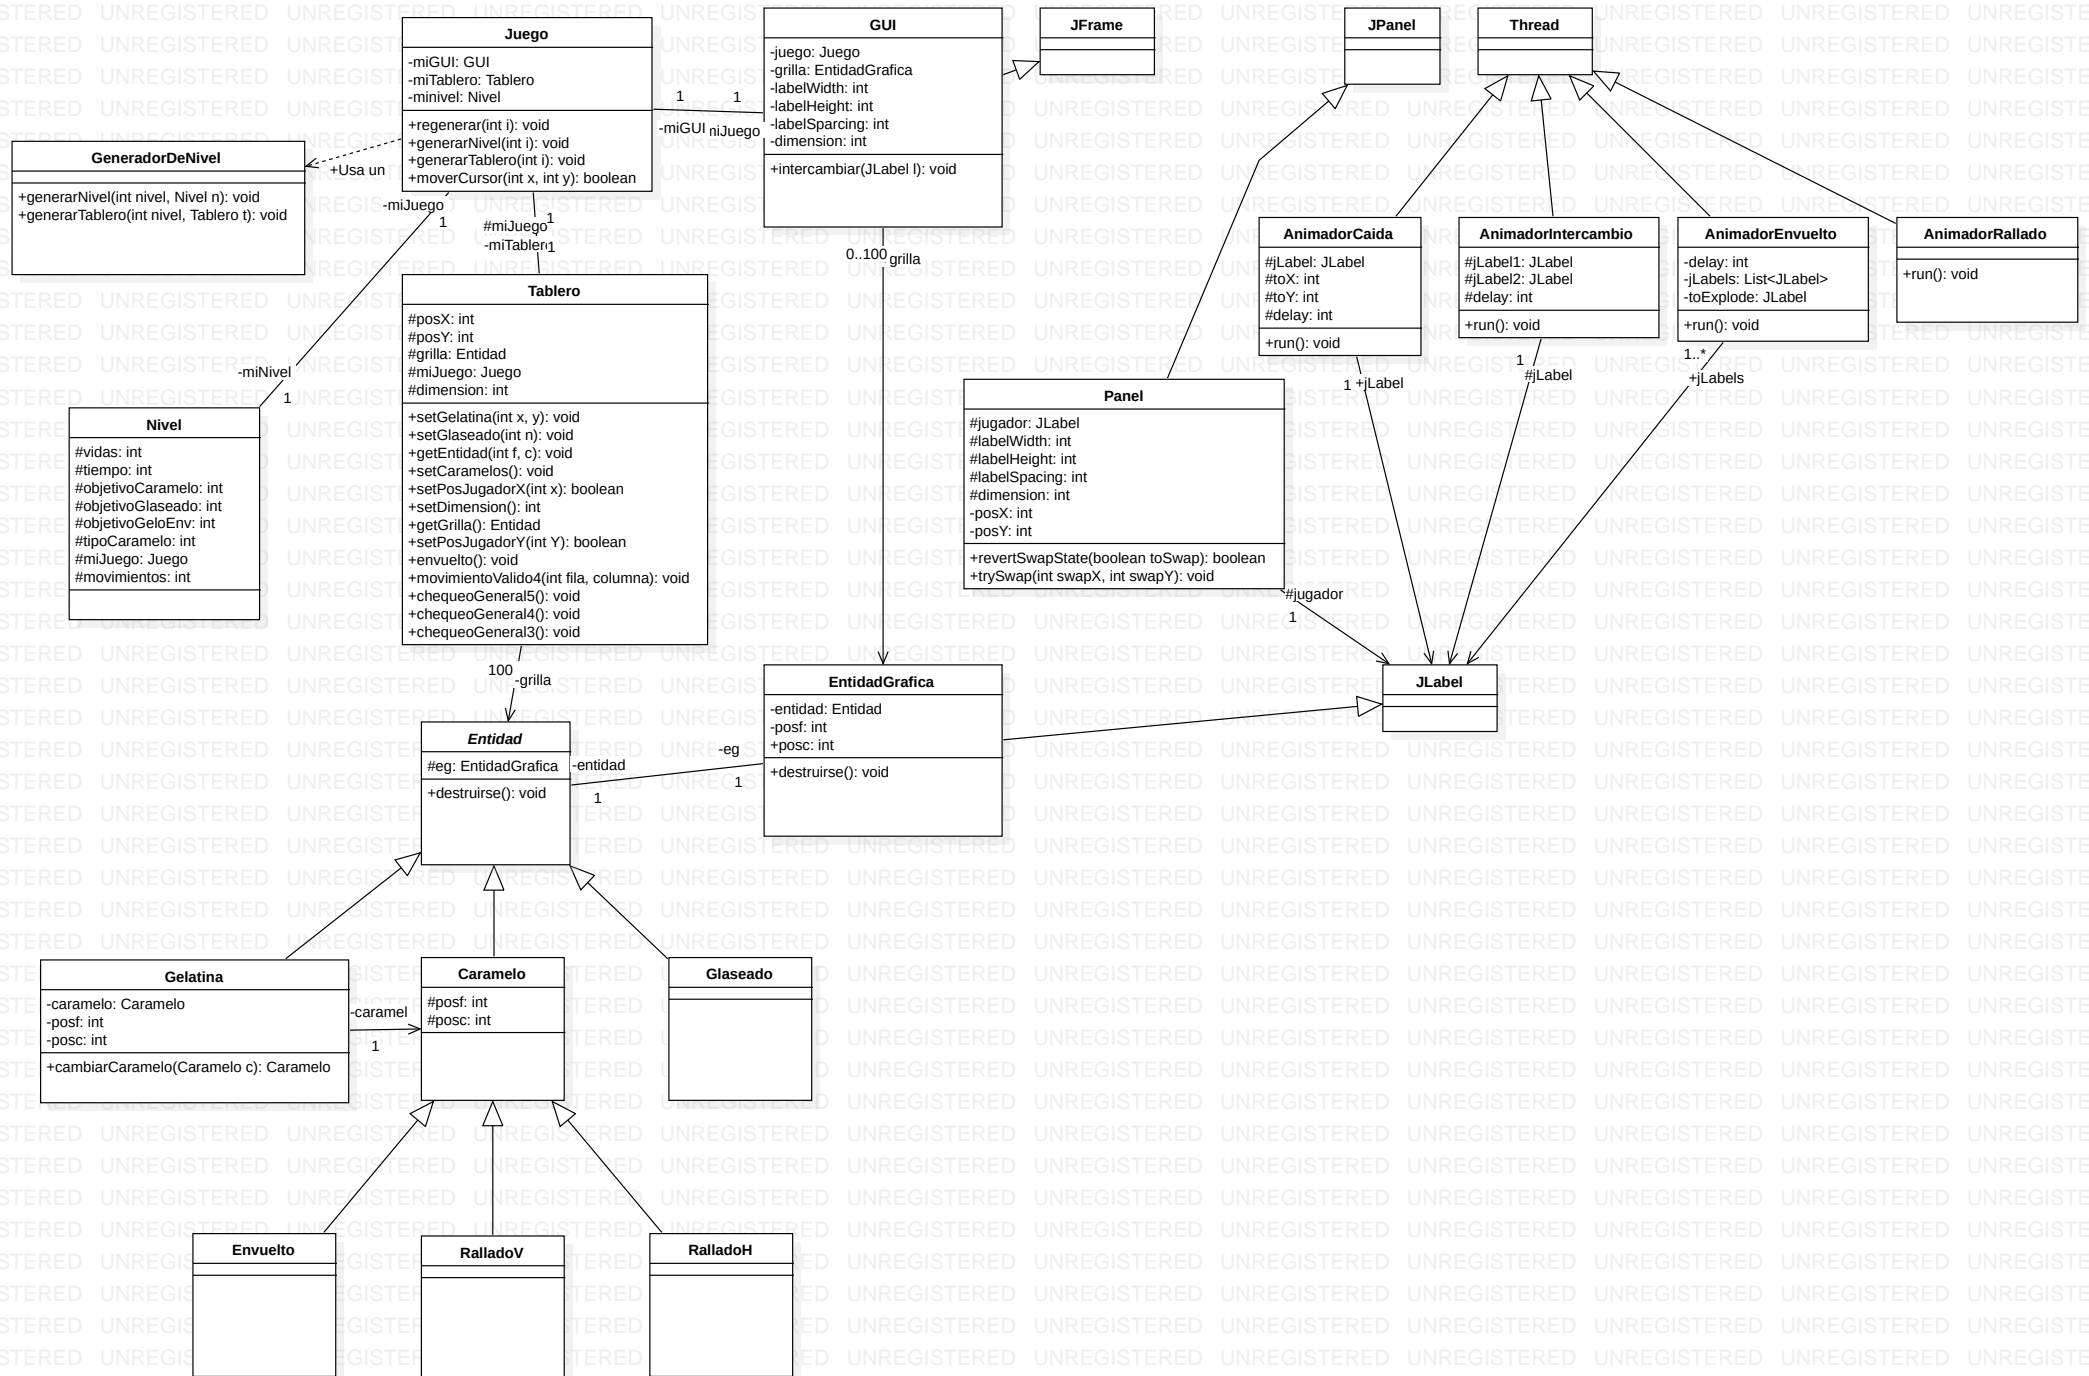 Juego
-miGUI: GUI
-miTablero: Tablero
-minivel: Nivel
+regenerar(int i): void
+generarNivel(int i): void
+generarTablero(int i): void
+moverCursor(int x, int y): boolean
GUI
-juego: Juego
-grilla: EntidadGrafica
-labelWidth: int
-labelHeight: int
-labelSparcing: int
-dimension: int
+intercambiar(JLabel l): void
JFrame
JPanel
Thread
1
1
-miGUI
niJuego
GeneradorDeNivel
+generarNivel(int nivel, Nivel n): void
+generarTablero(int nivel, Tablero t): void
+Usa un
-miJuego
1
#miJuego
1
-miTablero
1
0..100
grilla
AnimadorCaida
#jLabel: JLabel
#toX: int
#toY: int
#delay: int
+run(): void
AnimadorIntercambio
#jLabel1: JLabel
#jLabel2: JLabel
#delay: int
+run(): void
AnimadorEnvuelto
-delay: int
-jLabels: List<JLabel>
-toExplode: JLabel
+run(): void
AnimadorRallado
+run(): void
Tablero
#posX: int
#posY: int
#grilla: Entidad
#miJuego: Juego
#dimension: int
+setGelatina(int x, y): void
+setGlaseado(int n): void
+getEntidad(int f, c): void
+setCaramelos(): void
+setPosJugadorX(int x): boolean
+setDimension(): int
+getGrilla(): Entidad
+setPosJugadorY(int Y): boolean
+envuelto(): void
+movimientoValido4(int fila, columna): void
+chequeoGeneral5(): void
+chequeoGeneral4(): void
+chequeoGeneral3(): void
-miNivel
1
1 +jLabel
1
#jLabel
1..*
+jLabels
Nivel
#vidas: int
#tiempo: int
#objetivoCaramelo: int
#objetivoGlaseado: int
#objetivoGeloEnv: int
#tipoCaramelo: int
#miJuego: Juego
#movimientos: int
Panel
#jugador: JLabel
#labelWidth: int
#labelHeight: int
#labelSpacing: int
#dimension: int
-posX: int
-posY: int
+revertSwapState(boolean toSwap): boolean
+trySwap(int swapX, int swapY): void
#jugador
1
100
-grilla
EntidadGrafica
-entidad: Entidad
-posf: int
+posc: int
+destruirse(): void
JLabel
Entidad
#eg: EntidadGrafica
+destruirse(): void
-entidad
1
-eg
1
Gelatina
-caramelo: Caramelo
-posf: int
-posc: int
+cambiarCaramelo(Caramelo c): Caramelo
-caramel
1
Caramelo
#posf: int
#posc: int
Glaseado
Envuelto
RalladoV
RalladoH
UNREGISTERED